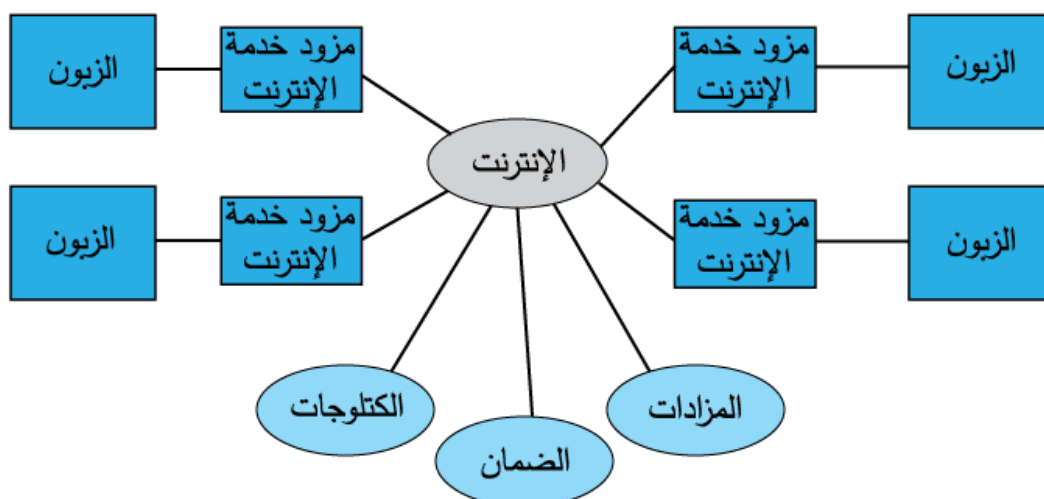 الزبون
مزود خدمة
الإنترنت
مزود خدمة
الإنترنت
الزبون
الإنترنت
الزبون
مزود خدمة
الإنترنت
مزود خدمة
الإنترنت
الزبون
الكتلوجات
الضمان
المزادات